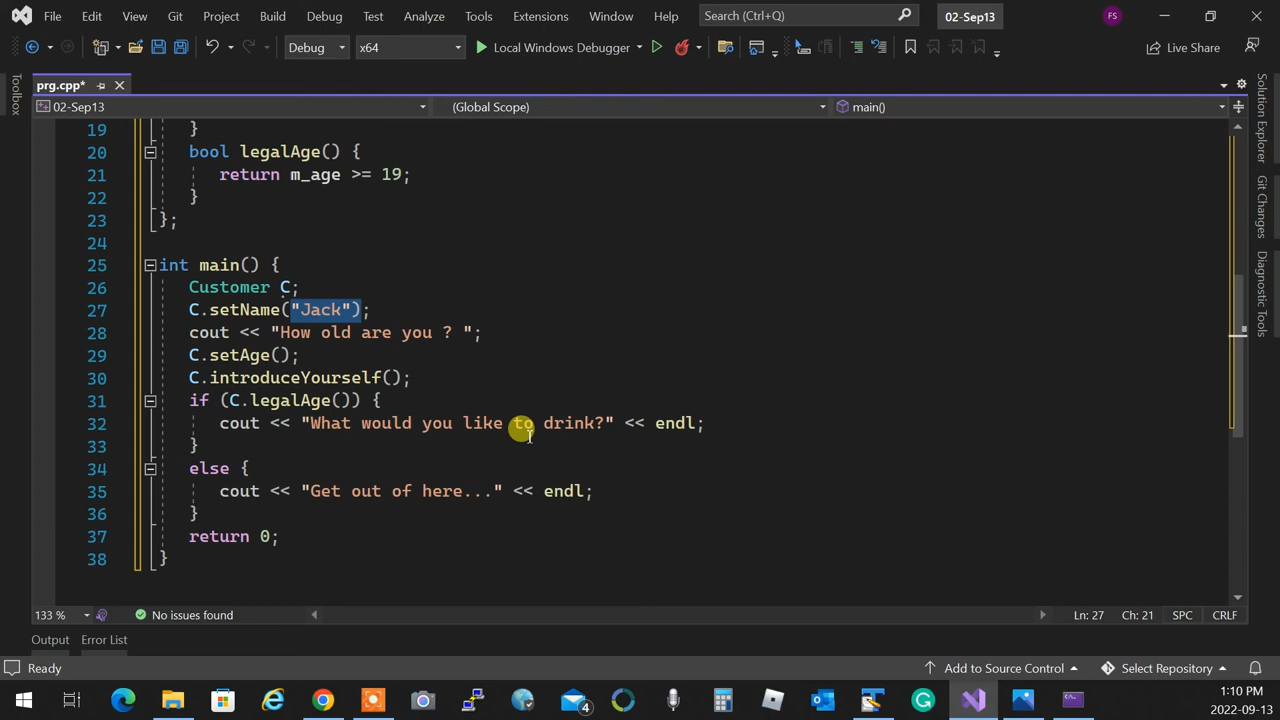 File Edit View Git Project Build Debug Test Analyze Tools Extensions Window Help Search (Ctrl+Q) 02-Sep13 FS
Debug x64 Local Windows Debugger Live Share
prg.cpp*
02-Sep13 (Global Scope) main()
Toolbox
Solution Explorer
Git Changes
Diagnostic Tools
19 }
20 bool legalAge() {
21 return m_age >= 19;
22 }
23 };
24
25 int main() {
26 Customer C;
27 C.setName("Jack");
28 cout << "How old are you ? ";
29 C.setAge();
30 C.introduceYourself();
31 if (C.legalAge()) {
32 cout << "What would you like to drink?" << endl;
33 }
34 else {
35 cout << "Get out of here..." << endl;
36 }
37 return 0;
38 }
133 % No issues found Ln: 27 Ch: 21 SPC CRLF
Output Error List
Ready Add to Source Control Select Repository
4
1:10 PM
2022-09-13